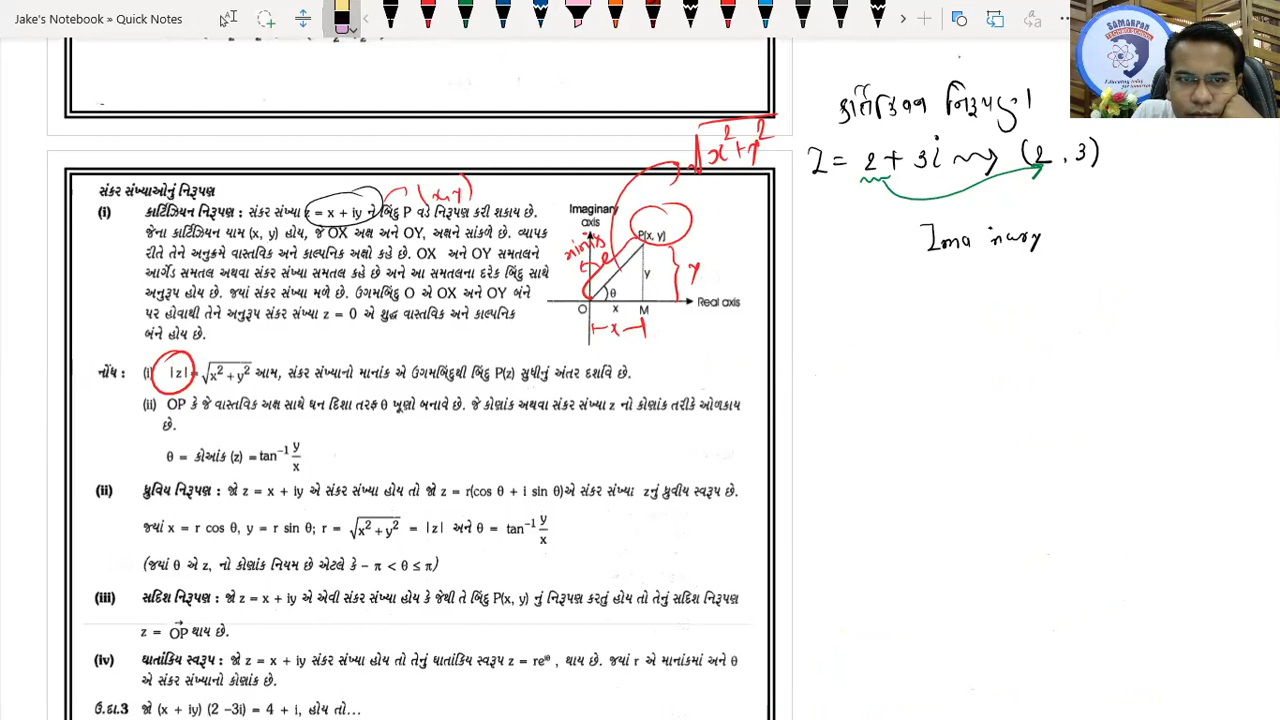 Jake's Notebook » Quick Notes
SAMARPAN
કાર્તેઝિયન નિરૂપણ
Z = 2 + 3i (2, 3)
Imaginary
√x²+y²
સંકર સંખ્યાઓનું નિરૂપણ
(x, y)
(i) કાર્ટિઝિયન નિરૂપણ : સંકર સંખ્યા z = x + iy ને બિંદુ P વડે નિરૂપણ કરી શકાય છે.
જેના કાર્ટિઝિયન યામ (x, y) હોય, જે OX અક્ષ અને OY, અક્ષને સાંકળે છે. વ્યાપક
રીતે તેને અનુક્રમે વાસ્તવિક અને કાલ્પનિક અક્ષો કહે છે. OX અને OY સમતલને
આર્ગેંડ સમતલ અથવા સંકર સંખ્યા સમતલ કહે છે અને આ સમતલના દરેક બિંદુ સાથે
અનુરૂપ હોય છે. જ્યાં સંકર સંખ્યા મળે છે. ઉગમબિંદુ O એ OX અને OY બંને
પર હોવાથી તેને અનુરૂપ સંકર સંખ્યા z = 0 એ શુદ્ધ વાસ્તવિક અને કાલ્પનિક
બંને હોય છે.
Imaginary
axis
P(x, y)
y
y
θ
O x M Real axis
x
નોંધ : (i) |z| = √x² + y² આમ, સંકર સંખ્યાનો માનાંક એ ઉગમબિંદુથી બિંદુ P(z) સુધીનું અંતર દર્શાવે છે.
(ii) OP કે જે વાસ્તવિક અક્ષ સાથે ધન દિશા તરફ θ ખૂણો બનાવે છે. જે કોણાંક અથવા સંકર સંખ્યા z નો કોણાંક તરીકે ઓળકાય
છે.
θ = કોઆંક (z) = tan⁻¹ y/x
(ii) ધ્રુવિય નિરૂપણ : જો z = x + iy એ સંકર સંખ્યા હોય તો જો z = r(cos θ + i sin θ)એ સંકર સંખ્યા zનું ધ્રુવીય સ્વરૂપ છે.
જ્યાં x = r cos θ, y = r sin θ; r = √x² + y² = |z| અને θ = tan⁻¹ y/x
(જ્યાં θ એ z, નો કોણાંક નિયમ છે એટલે કે – π < θ ≤ π)
(iii) સદિશ નિરૂપણ : જો z = x + iy એ એવી સંકર સંખ્યા હોય કે જેથી તે બિંદુ P(x, y) નું નિરૂપણ કરતું હોય તો તેનું સદિશ નિરૂપણ
z = OP⃗ થાય છે.
(iv) ઘાતાંકિય સ્વરૂપ : જો z = x + iy સંકર સંખ્યા હોય તો તેનું ઘાતાંકિય સ્વરૂપ z = re^iθ , થાય છે. જ્યાં r એ માનાંકમાં અને θ
એ સંકર સંખ્યાનો કોણાંક છે.
ઉ.દા.3 જો (x + iy) (2 –3i) = 4 + i, હોય તો...